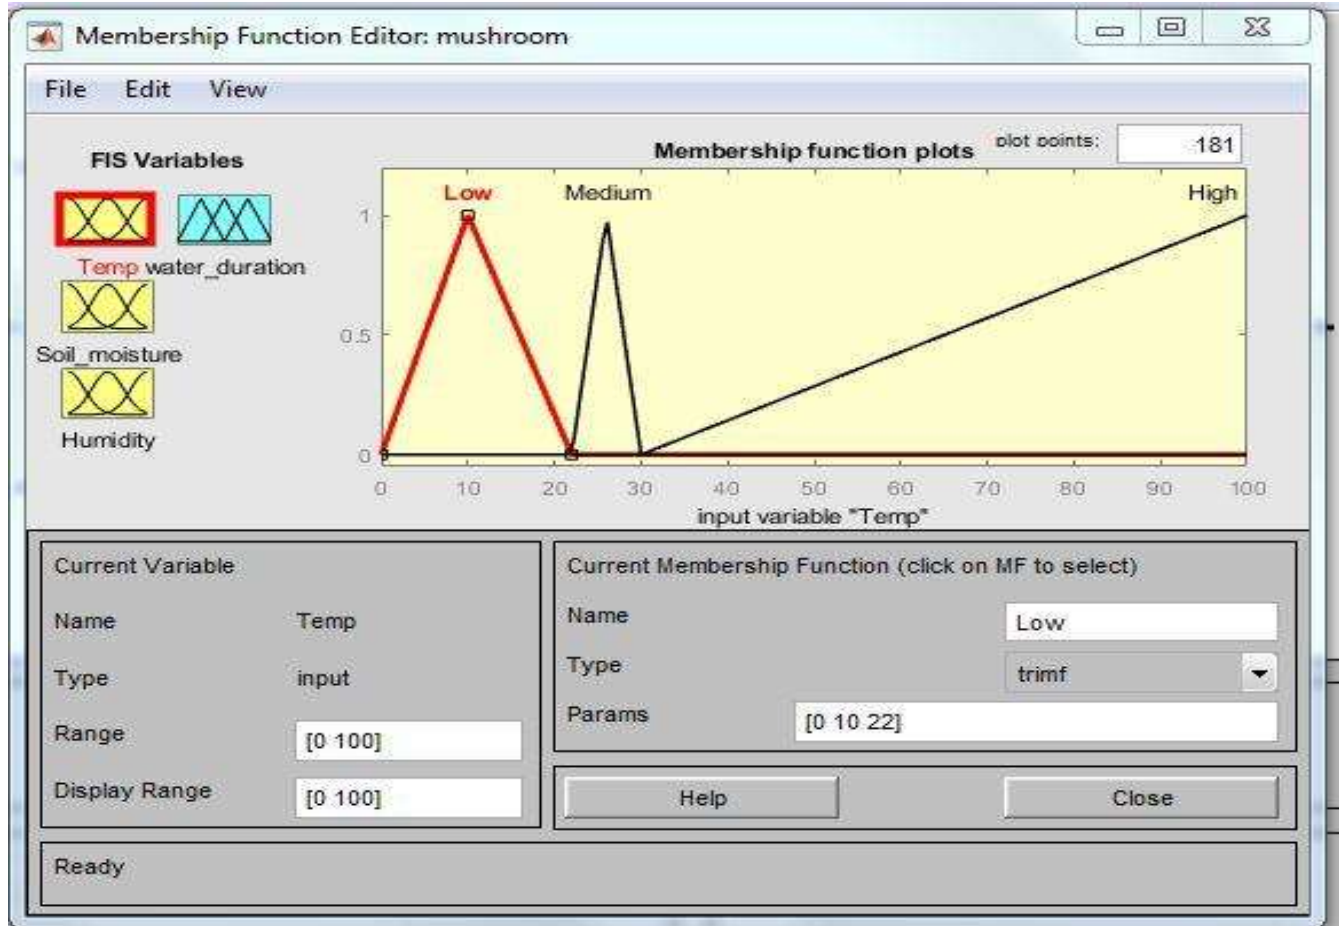 Membership Function Editor: mushroom
File Edit View
FIS Variables
Membership function plots plot points: 181
Low Medium High
Temp water_duration
Soil_moisture
Humidity
1
0.5
0
0 10 20 30 40 50 60 70 80 90 100
input variable "Temp"
Current Variable
Name Temp
Type input
Range [0 100]
Display Range [0 100]
Current Membership Function (click on MF to select)
Name Low
Type trimf
Params [0 10 22]
Help Close
Ready